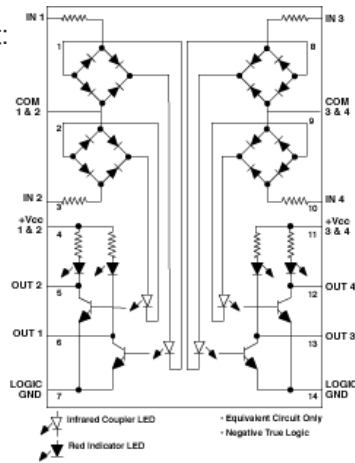 t:
IN 1
IN 3
1
8
COM
1 & 2
COM
3 & 4
2
9
IN 2
3
IN 4
10
+Vcc
1 & 2
4
+Vcc
3 & 4
11
OUT 2
5
OUT 4
12
OUT 1
6
OUT 3
13
LOGIC
GND
7
LOGIC
GND
14
Infrared Coupler LED
Red Indicator LED
• Equivalent Circuit Only
• Negative True Logic